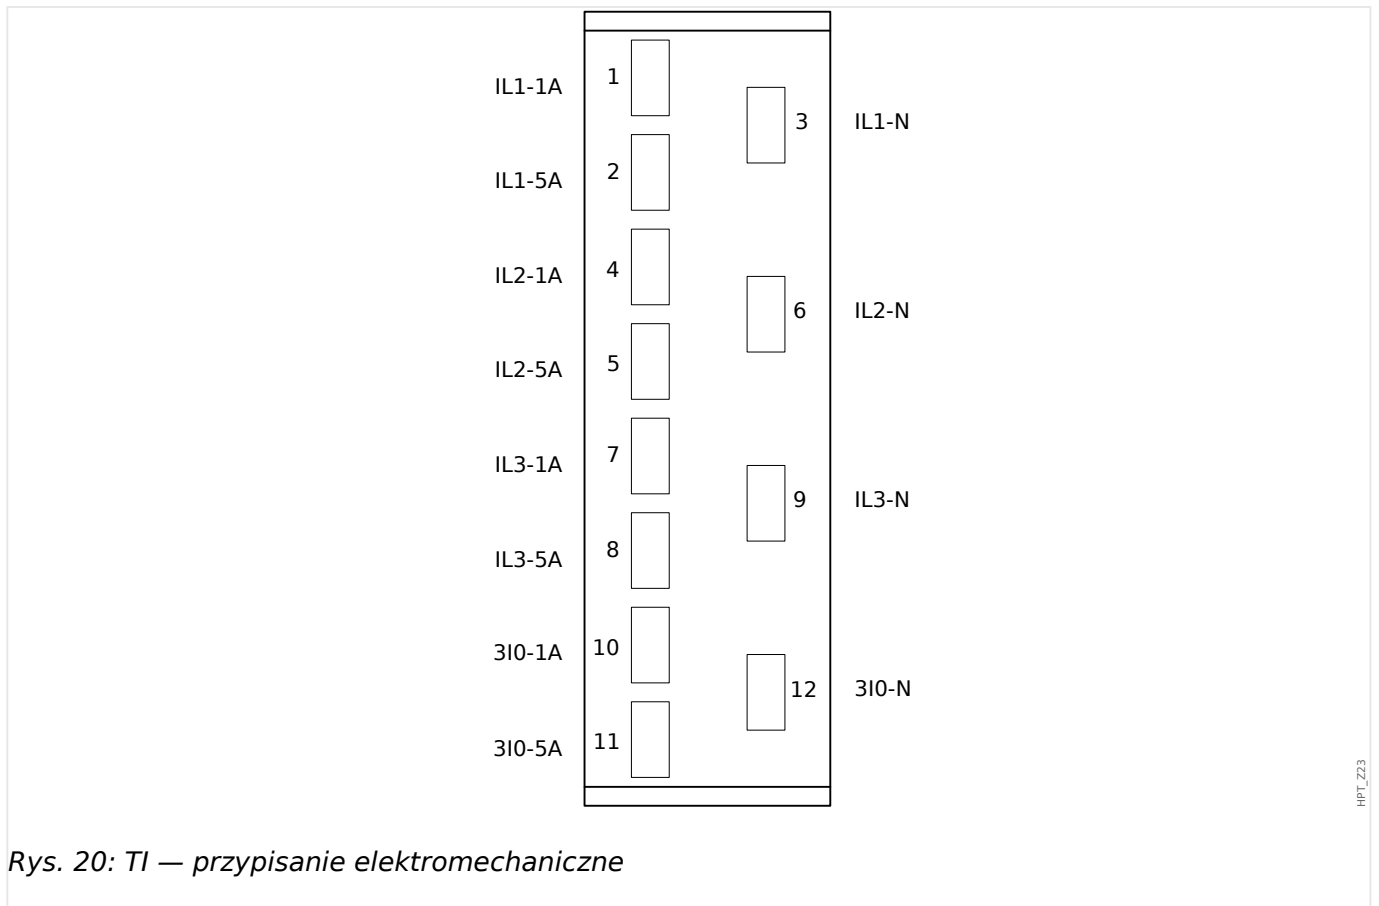 IL1-1A 1
3 IL1-N
IL1-5A 2
IL2-1A 4
6 IL2-N
IL2-5A 5
IL3-1A 7
9 IL3-N
IL3-5A 8
3I0-1A 10
12 3I0-N
3I0-5A 11
HPT_Z23
Rys. 20: TI — przypisanie elektromechaniczne